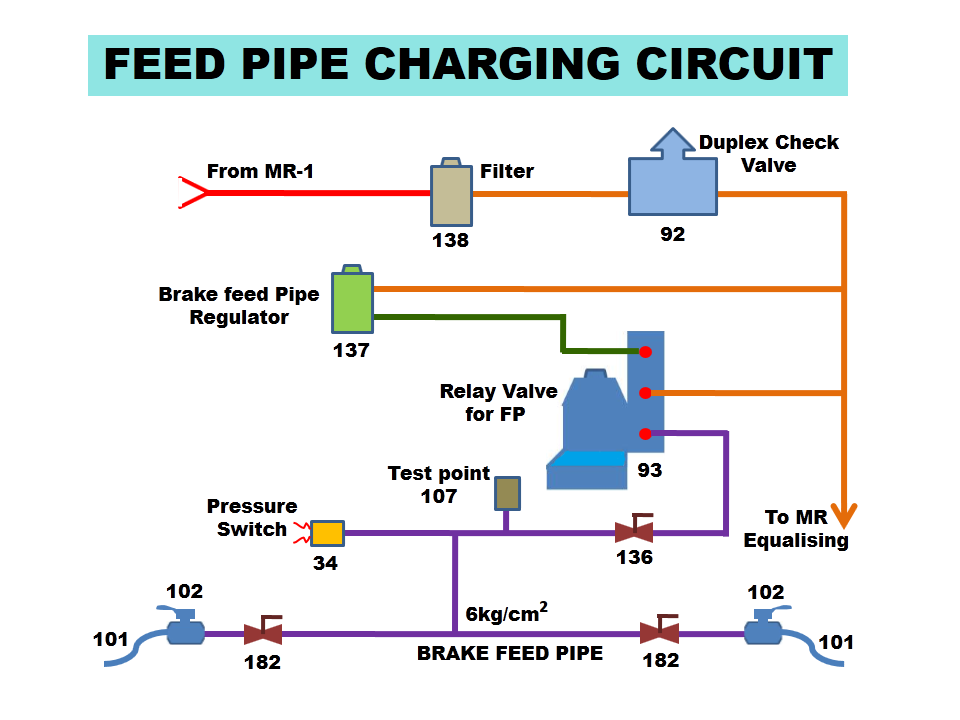 FEED PIPE CHARGING CIRCUIT
From MR-1
Filter
Duplex Check
Valve
138
92
Brake feed Pipe
Regulator
137
Relay Valve
for FP
93
Test point
107
Pressure
Switch
34
136
To MR
Equalising
102
102
6kg/cm²
101
101
182
BRAKE FEED PIPE
182